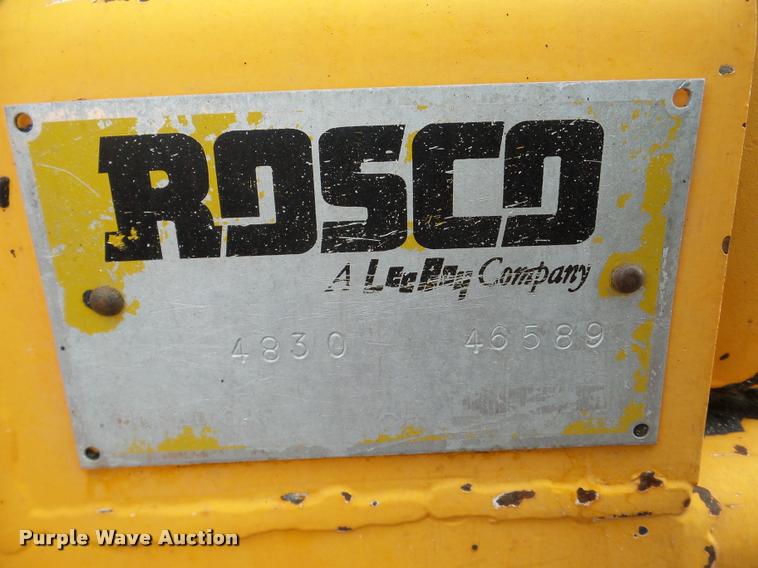 ROSCO
A LeeBoy Company
4830 46589
Purple Wave Auction